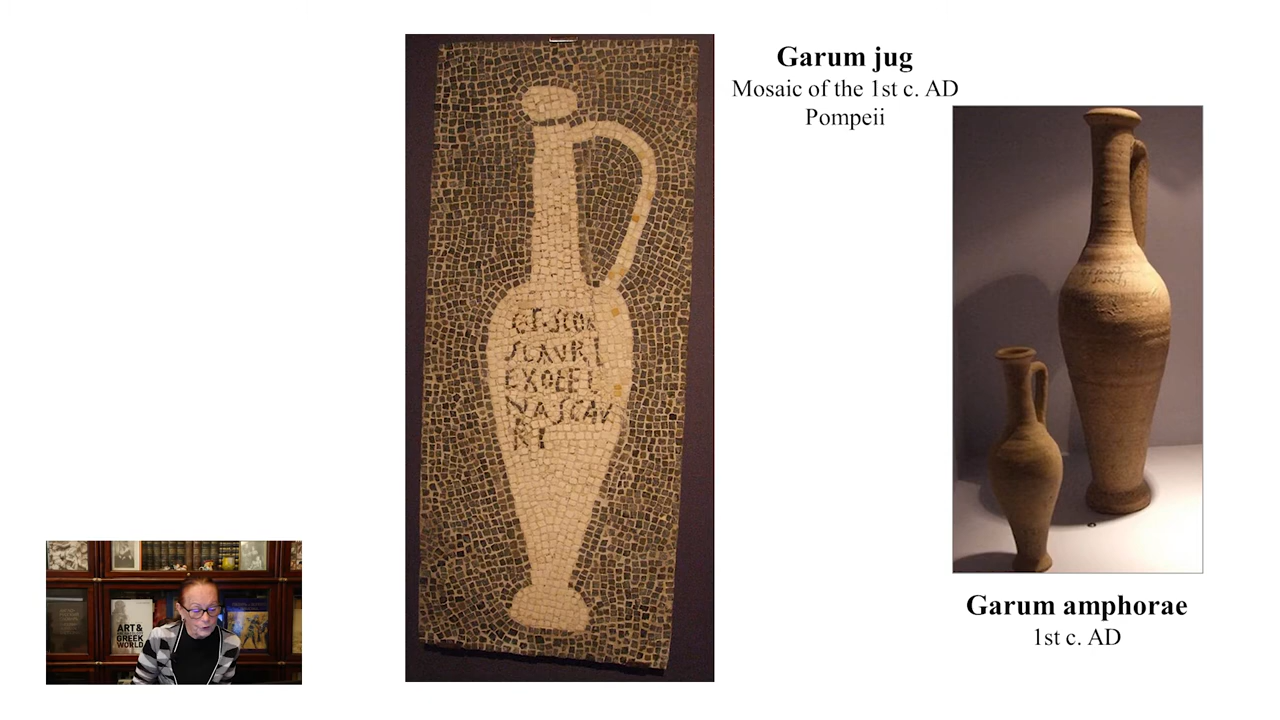 Garum jug
Mosaic of the 1st c. AD
Pompeii
SCAVRI
EXOFFI
NASCAV
RI
Garum amphorae
1st c. AD
ART&
GREEK
WORLD